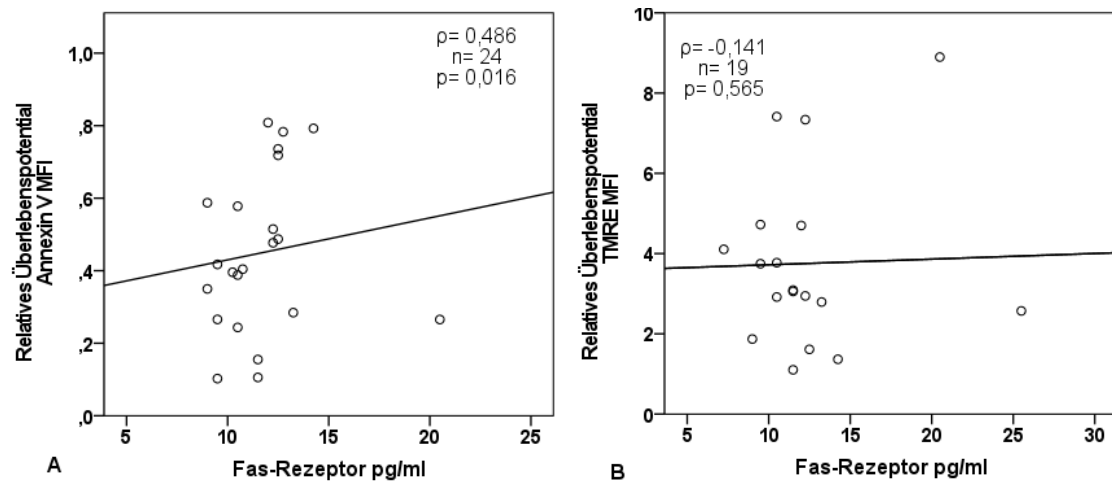 ρ= 0,486
n= 24
p= 0,016
Relatives Überlebenspotential
Annexin V MFI
1,0
,8
,6
,4
,2
,0
5
10
15
20
25
Fas-Rezeptor pg/ml
A
ρ= -0,141
n= 19
p= 0,565
Relatives Überlebenspotential
TMRE MFI
10
8
6
4
2
0
5
10
15
20
25
30
Fas-Rezeptor pg/ml
B